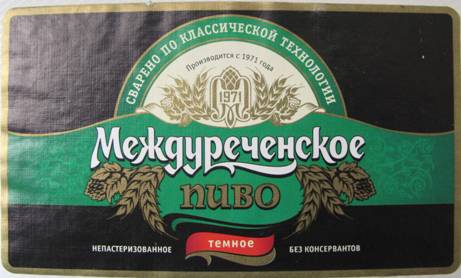 СВАРЕНО ПО КЛАССИЧЕСКОЙ ТЕХНОЛОГИИ
Производится с 1971 года
1971
Междуреченское
пиво
темное
НЕПАСТЕРИЗОВАННОЕ
БЕЗ КОНСЕРВАНТОВ